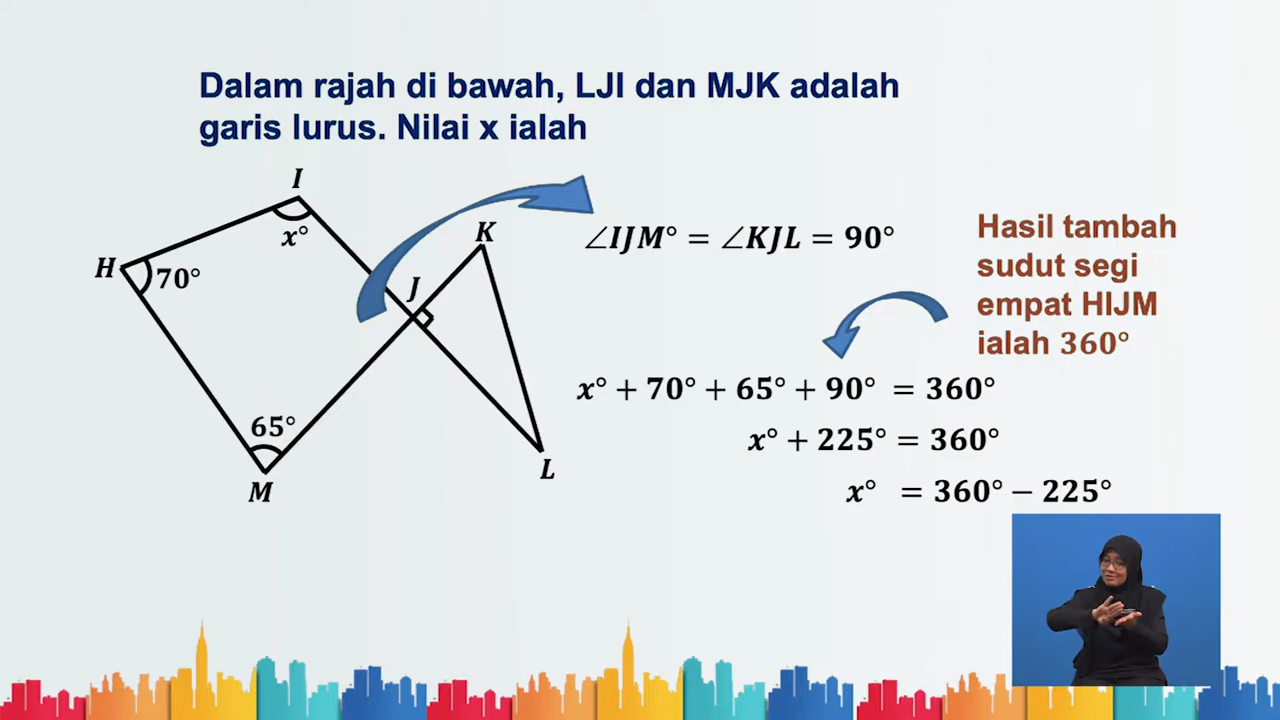 Dalam rajah di bawah, LJI dan MJK adalah
garis lurus. Nilai x ialah
I
x°
H
70°
J
K
65°
M
L
∠IJM° = ∠KJL = 90°
Hasil tambah
sudut segi
empat HIJM
ialah 360°
x° + 70° + 65° + 90° = 360°
x° + 225° = 360°
x° = 360° − 225°